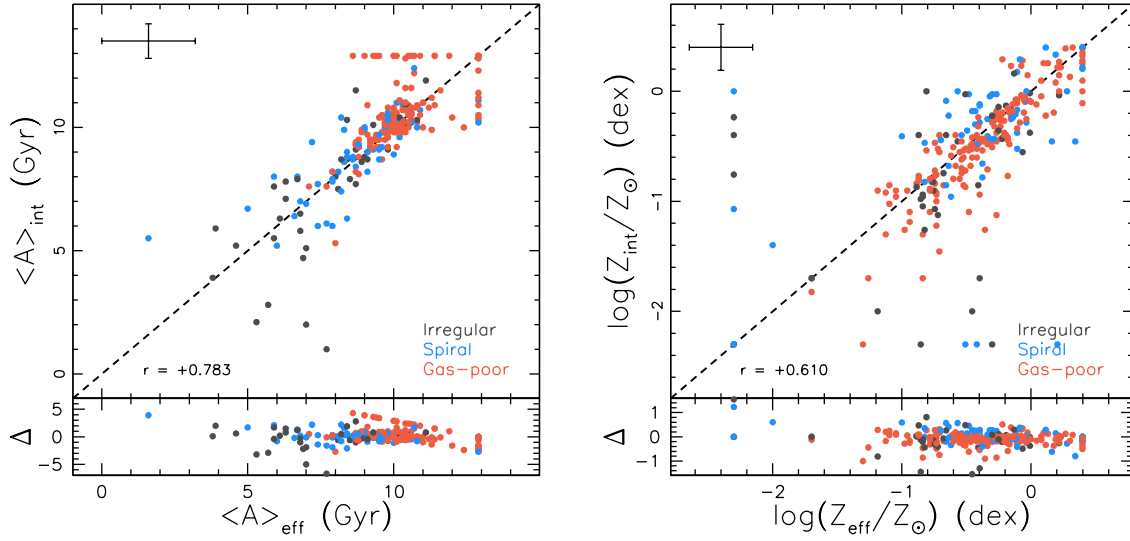 <A>int (Gyr)
10
5
0
Irregular
Spiral
Gas-poor
r = +0.783
Δ
5
0
-5
0
5
10
<A>eff (Gyr)
log(Zint/Z⊙) (dex)
0
-1
-2
Irregular
Spiral
Gas-poor
r = +0.610
Δ
1
0
-1
-2
-1
0
log(Zeff/Z⊙) (dex)